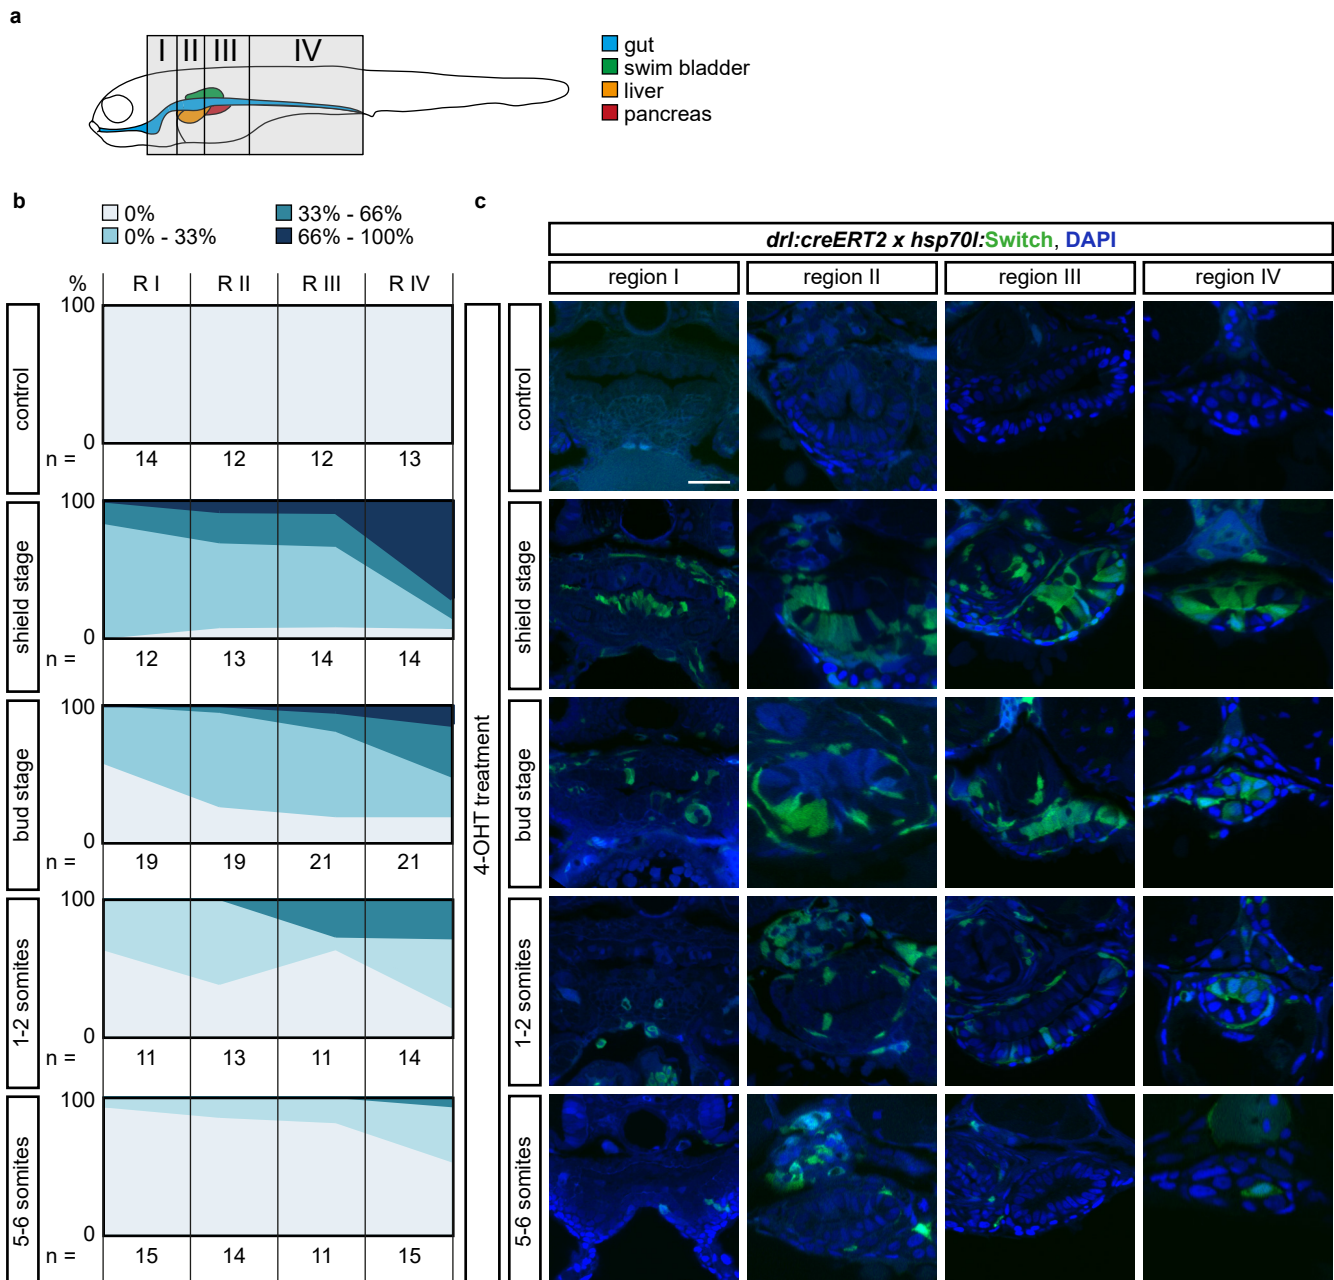 a
I II III IV
gut
swim bladder
liver
pancreas
b
0%
33% - 66%
0% - 33%
66% - 100%
% R I R II R III R IV
control
100
0
n = 14 12 12 13
shield stage
100
0
n = 12 13 14 14
bud stage
100
0
n = 19 19 21 21
1-2 somites
100
0
n = 11 13 11 14
5-6 somites
100
0
n = 15 14 11 15
4-OHT treatment
c
drl:creERT2 x hsp70l:Switch, DAPI
region I region II region III region IV
control
shield stage
bud stage
1-2 somites
5-6 somites